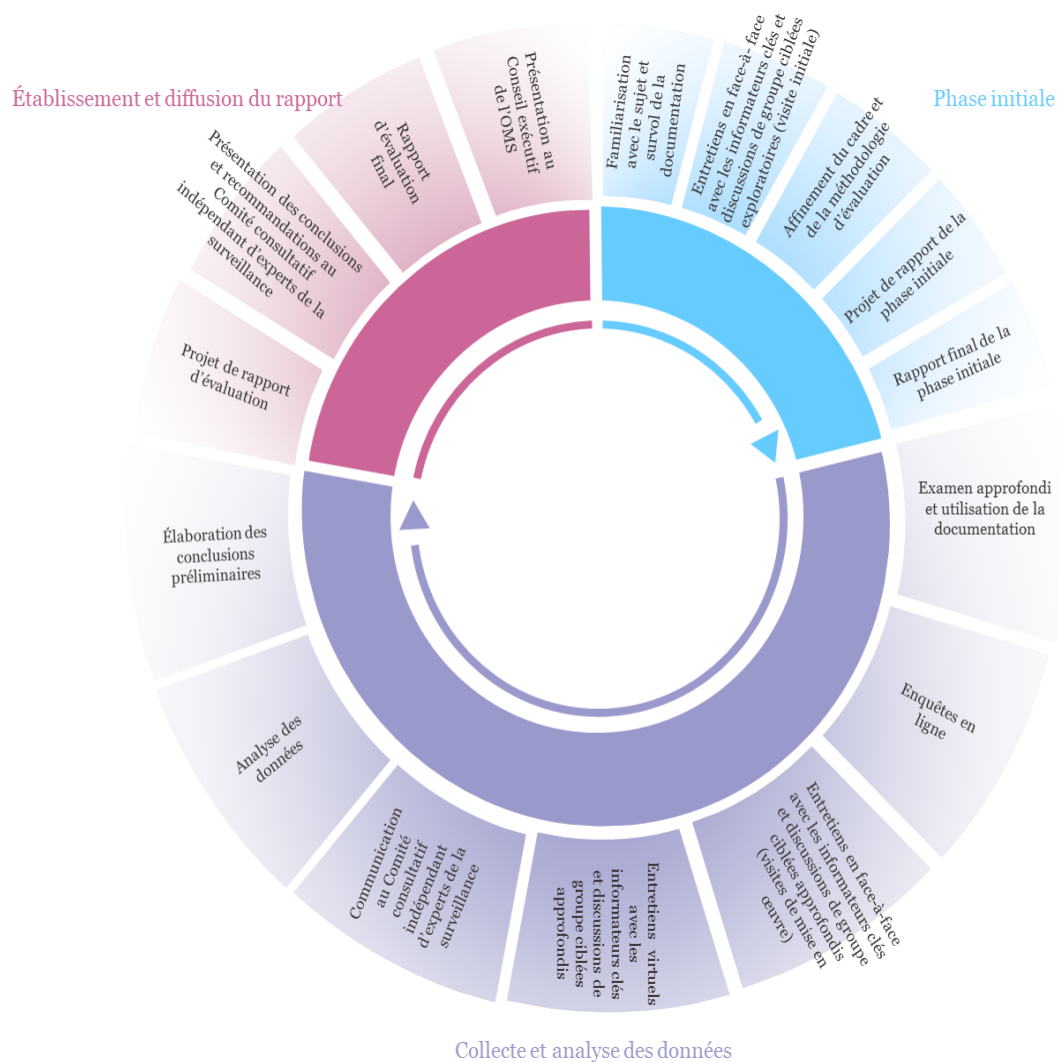 Établissement et diffusion du rapport
Phase initiale
Familiarisation
avec le sujet et
survol de la
documentation
Entretiens en face-à- face
avec les informateurs clés et
discussions de groupe ciblées
exploratoires (visite initiale)
Affinement du cadre et
de la méthodologie
d’évaluation
Projet de rapport de la
phase initiale
Rapport final de la
phase initiale
Examen approfondi
et utilisation de la
documentation
Enquêtes en
ligne
Entretiens en face-à-face
avec les informateurs clés
et discussions de groupe
ciblées approfondis
(visites de mise en
œuvre)
Entretiens virtuels
avec les
informateurs clés
et discussions de
groupe ciblées
approfondis
Communication
au Comité
consultatif
indépendant
d’experts de la
surveillance
Analyse des
données
Élaboration des
conclusions
préliminaires
Projet de rapport
d’évaluation
Présentation des conclusions
et recommandations au
Comité consultatif
indépendant d’experts de la
surveillance
Rapport
d’évaluation
final
Présentation au
Conseil exécutif
de l’OMS
Collecte et analyse des données